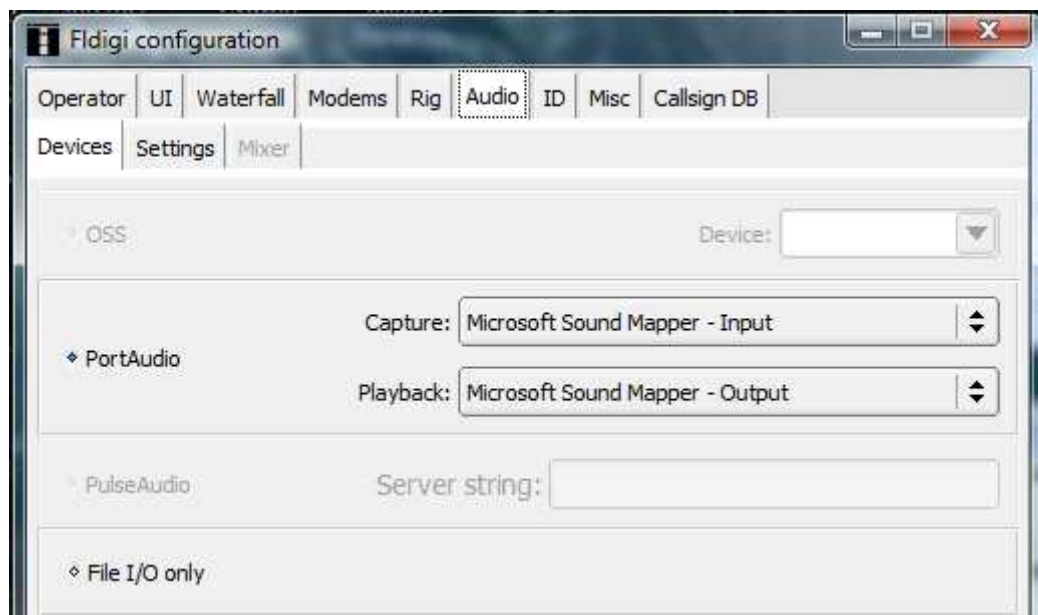 Fldigi configuration
Operator UI Waterfall Modems Rig Audio ID Misc Callsign DB
Devices Settings Mixer
OSS Device:
Capture: Microsoft Sound Mapper - Input
PortAudio
Playback: Microsoft Sound Mapper - Output
PulseAudio Server string:
File I/O only